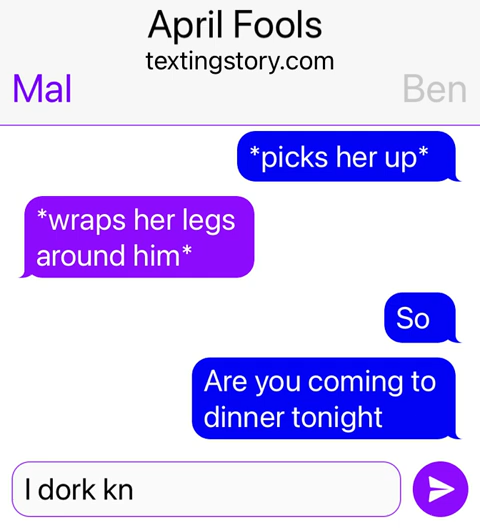 April Fools
textingstory.com
Mal
Ben
*picks her up*
*wraps her legs
around him*
So
Are you coming to
dinner tonight
I dork kn